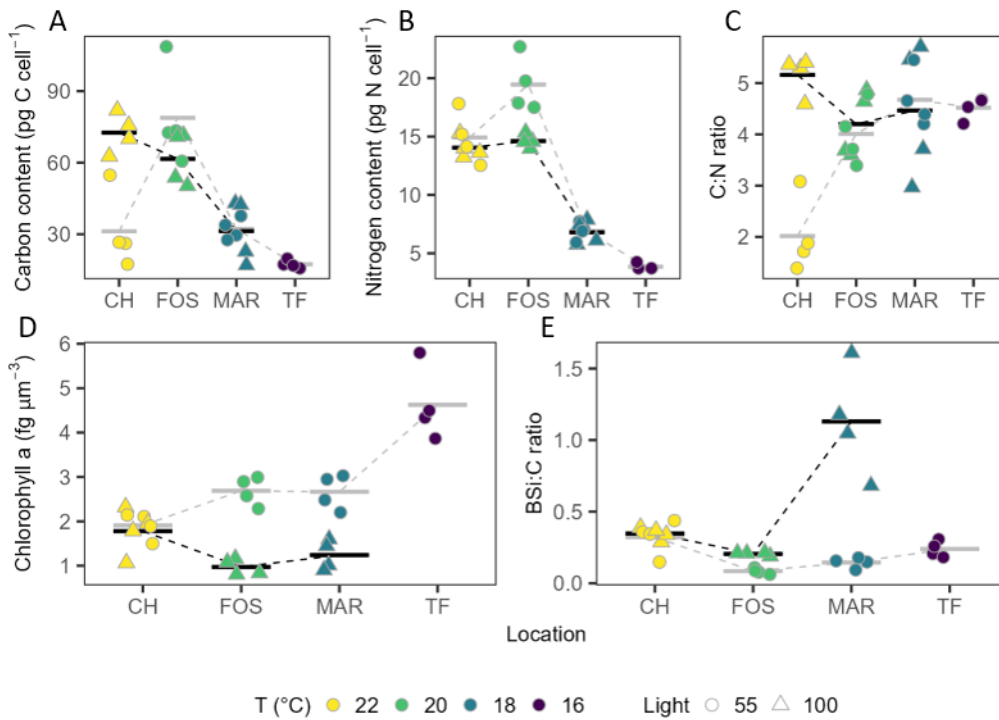 A
Carbon content (pg C cell⁻¹)
90
60
30
CH FOS MAR TF
B
Nitrogen content (pg N cell⁻¹)
20
15
10
5
CH FOS MAR TF
C
C:N ratio
5
4
3
2
CH FOS MAR TF
D
Chlorophyll a (fg μm⁻³)
6
5
4
3
2
1
CH FOS MAR TF
E
BSi:C ratio
1.5
1.0
0.5
0.0
CH FOS MAR TF
Location
T (°C) 22 20 18 16 Light 55 100